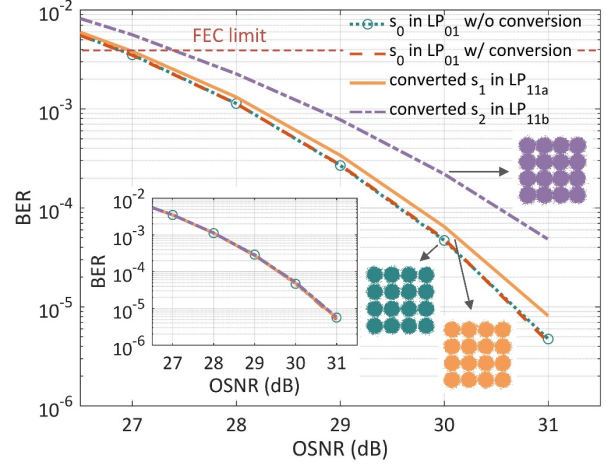 s0 in LP01 w/o conversion
FEC limit
s0 in LP01 w/ conversion
converted s1 in LP11a
converted s2 in LP11b
10-2
10-3
10-4
10-5
10-6
BER
10-2
10-3
10-4
10-5
10-6
BER
27 28 29 30 31
OSNR (dB)
27 28 29 30 31
OSNR (dB)